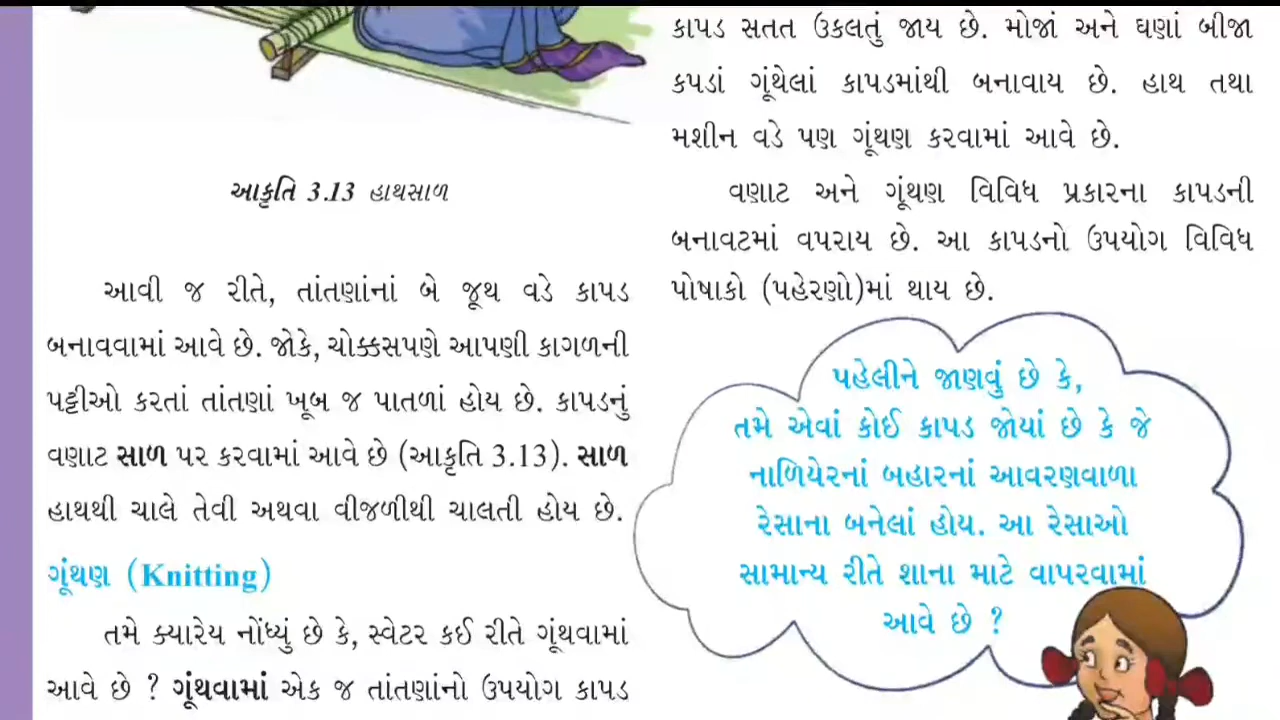 આકૃતિ 3.13 હાથસાળ
આવી જ રીતે, તાંતણાંનાં બે જૂથ વડે કાપડ
બનાવવામાં આવે છે. જોકે, ચોક્કસપણે આપણી કાગળની
પટ્ટીઓ કરતાં તાંતણાં ખૂબ જ પાતળાં હોય છે. કાપડનું
વણાટ સાળ પર કરવામાં આવે છે (આકૃતિ 3.13). સાળ
હાથથી ચાલે તેવી અથવા વીજળીથી ચાલતી હોય છે.
ગૂંથણ (Knitting)
તમે ક્યારેય નોંધ્યું છે કે, સ્વેટર કઈ રીતે ગૂંથવામાં
આવે છે ? ગૂંથવામાં એક જ તાંતણાંનો ઉપયોગ કાપડ
કાપડ સતત ઉકલતું જાય છે. મોજાં અને ઘણાં બીજા
કપડાં ગૂંથેલાં કાપડમાંથી બનાવાય છે. હાથ તથા
મશીન વડે પણ ગૂંથણ કરવામાં આવે છે.
વણાટ અને ગૂંથણ વિવિધ પ્રકારના કાપડની
બનાવટમાં વપરાય છે. આ કાપડનો ઉપયોગ વિવિધ
પોષાકો (પહેરણો)માં થાય છે.
પહેલીને જાણવું છે કે,
તમે એવાં કોઈ કાપડ જોયાં છે કે જે
નાળિયેરનાં બહારનાં આવરણવાળા
રેસાના બનેલાં હોય. આ રેસાઓ
સામાન્ય રીતે શાના માટે વાપરવામાં
આવે છે ?